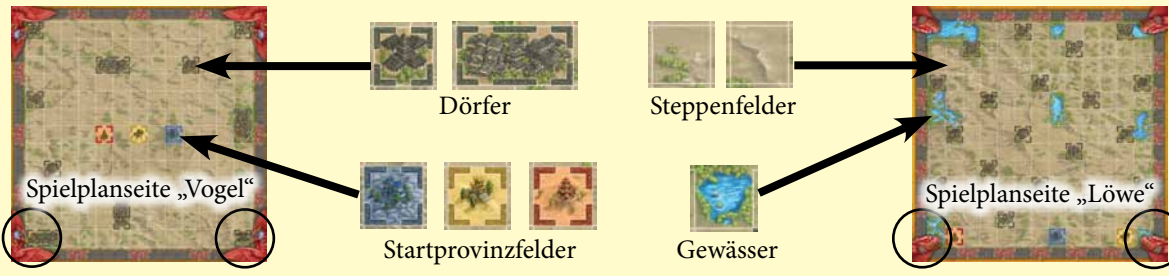 Dörfer
Steppenfelder
Spielplanseite „Vogel“
Spielplanseite „Löwe“
Startprovinzfelder
Gewässer